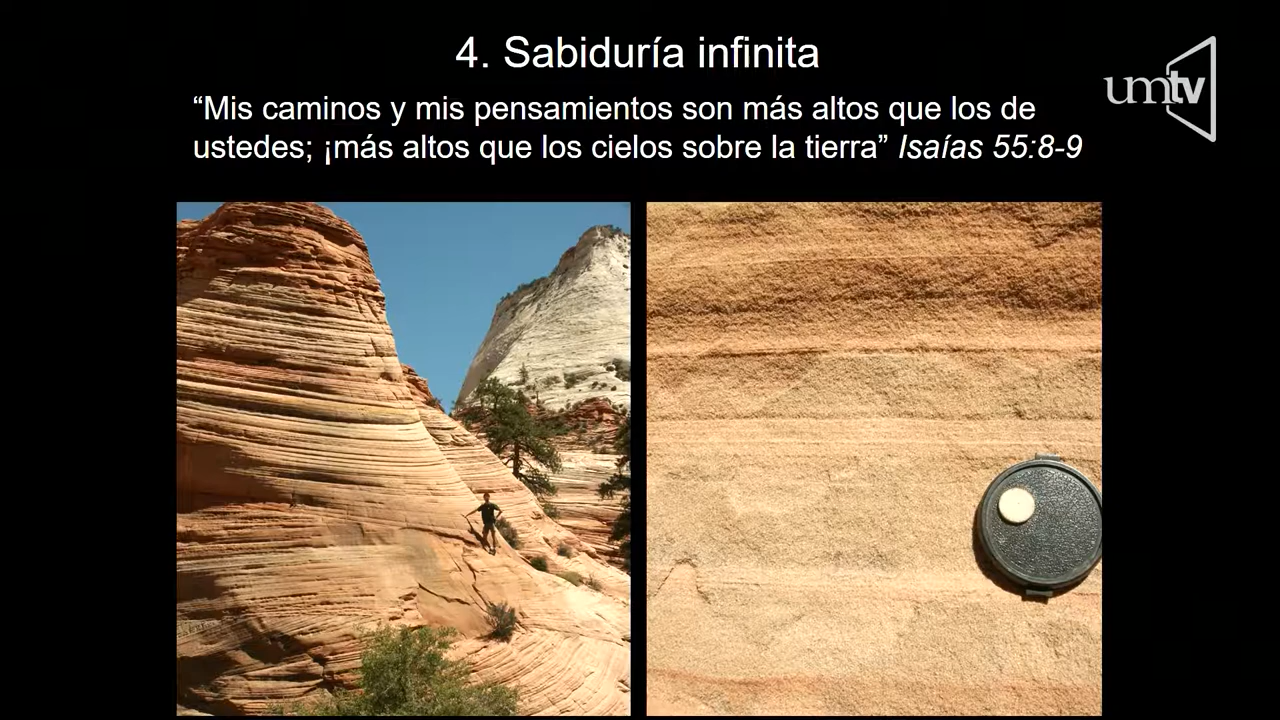 4. Sabiduría infinita
“Mis caminos y mis pensamientos son más altos que los de
ustedes; ¡más altos que los cielos sobre la tierra” Isaías 55:8-9
umtv